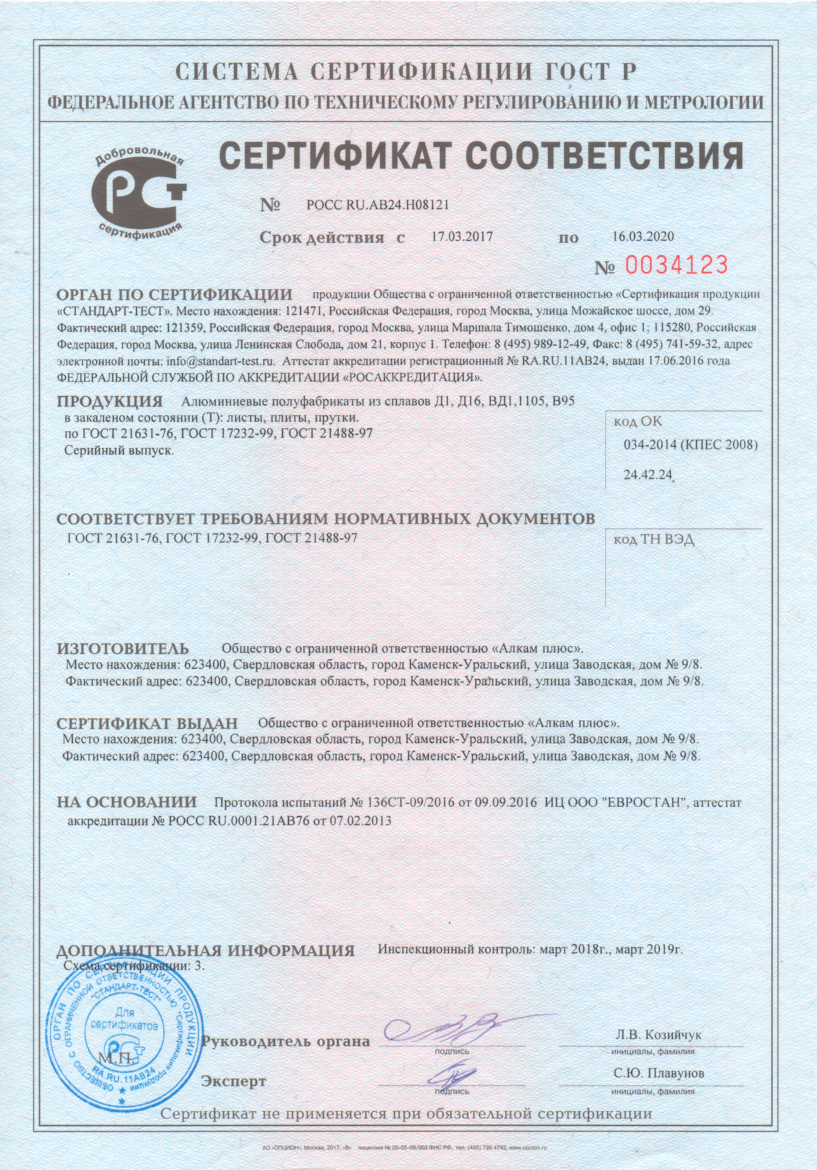 СИСТЕМА СЕРТИФИКАЦИИ ГОСТ Р
ФЕДЕРАЛЬНОЕ АГЕНТСТВО ПО ТЕХНИЧЕСКОМУ РЕГУЛИРОВАНИЮ И МЕТРОЛОГИИ
Добровольная
РСТ
сертификация
СЕРТИФИКАТ СООТВЕТСТВИЯ
№ РОСС RU.АВ24.Н08121
Срок действия с 17.03.2017 по 16.03.2020
№ 0034123
ОРГАН ПО СЕРТИФИКАЦИИ продукции Общества с ограниченной ответственностью «Сертификация продукции
«СТАНДАРТ-ТЕСТ». Место нахождения: 121471, Российская Федерация, город Москва, улица Можайское шоссе, дом 29.
Фактический адрес: 121359, Российская Федерация, город Москва, улица Маршала Тимошенко, дом 4, офис 1; 115280, Российская
Федерация, город Москва, улица Ленинская Слобода, дом 21, корпус 1. Телефон: 8 (495) 989-12-49, Факс: 8 (495) 741-59-32, адрес
электронной почты: info@standart-test.ru. Аттестат аккредитации регистрационный № RA.RU.11АВ24, выдан 17.06.2016 года
ФЕДЕРАЛЬНОЙ СЛУЖБОЙ ПО АККРЕДИТАЦИИ «РОСАККРЕДИТАЦИЯ».
ПРОДУКЦИЯ Алюминиевые полуфабрикаты из сплавов Д1, Д16, ВД1,1105, В95
в закаленом состоянии (Т): листы, плиты, прутки.
по ГОСТ 21631-76, ГОСТ 17232-99, ГОСТ 21488-97
Серийный выпуск.
код ОК
034-2014 (КПЕС 2008)
24.42.24
СООТВЕТСТВУЕТ ТРЕБОВАНИЯМ НОРМАТИВНЫХ ДОКУМЕНТОВ
ГОСТ 21631-76, ГОСТ 17232-99, ГОСТ 21488-97
код ТН ВЭД
ИЗГОТОВИТЕЛЬ Общество с ограниченной ответственностью «Алкам плюс».
Место нахождения: 623400, Свердловская область, город Каменск-Уральский, улица Заводская, дом № 9/8.
Фактический адрес: 623400, Свердловская область, город Каменск-Уральский, улица Заводская, дом № 9/8.
СЕРТИФИКАТ ВЫДАН Общество с ограниченной ответственностью «Алкам плюс».
Место нахождения: 623400, Свердловская область, город Каменск-Уральский, улица Заводская, дом № 9/8.
Фактический адрес: 623400, Свердловская область, город Каменск-Уральский, улица Заводская, дом № 9/8.
НА ОСНОВАНИИ Протокола испытаний № 136СТ-09/2016 от 09.09.2016 ИЦ ООО "ЕВРОСТАН", аттестат
аккредитации № РОСС RU.0001.21АВ76 от 07.02.2013
ДОПОЛНИТЕЛЬНАЯ ИНФОРМАЦИЯ Инспекционный контроль: март 2018г., март 2019г.
Схема сертификации: 3.
ОРГАН ПО СЕРТИФИКАЦИИ ПРОДУКЦИИ
ОБЩЕСТВО С ОГРАНИЧЕННОЙ ОТВЕТСТВЕННОСТЬЮ "Сертификация продукции
"СТАНДАРТ-ТЕСТ"
Для
сертификатов
РСТ
RA.RU.11АВ24
М.П.
Руководитель органа
подпись
Л.В. Козийчук
инициалы, фамилия
Эксперт
подпись
С.Ю. Плавунов
инициалы, фамилия
Сертификат не применяется при обязательной сертификации
АО «ОПЦИОН», Москва, 2017, «В» лицензия № 05-05-09/003 ФНС РФ, тел. (495) 726 4742, www.opcion.ru